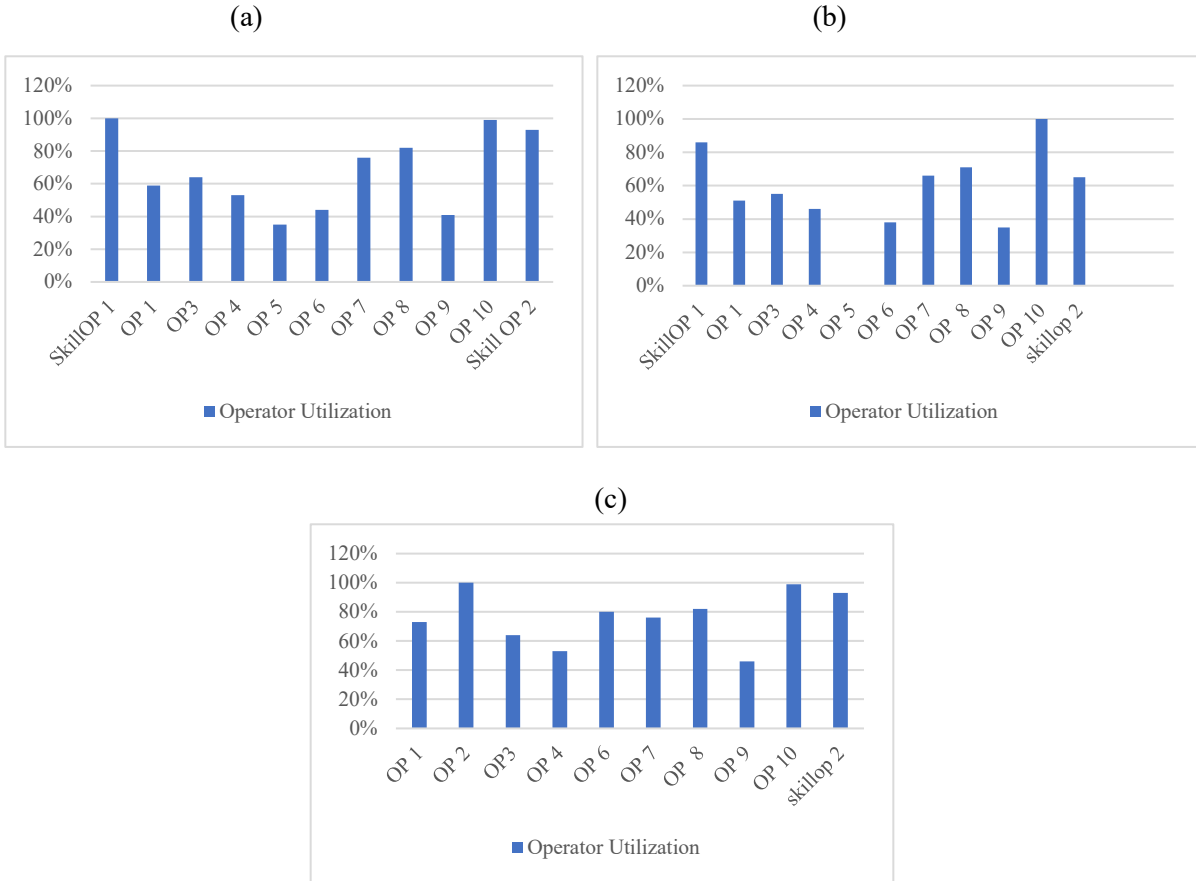 (a)
120%
100%
80%
60%
40%
20%
0%
SkillOP 1
OP 1
OP3
OP 4
OP 5
OP 6
OP 7
OP 8
OP 9
OP 10
Skill OP 2
Operator Utilization
(b)
120%
100%
80%
60%
40%
20%
0%
SkillOP 1
OP 1
OP3
OP 4
OP 5
OP 6
OP 7
OP 8
OP 9
OP 10
skillop 2
Operator Utilization
(c)
120%
100%
80%
60%
40%
20%
0%
OP 1
OP 2
OP3
OP 4
OP 6
OP 7
OP 8
OP 9
OP 10
skillop 2
Operator Utilization